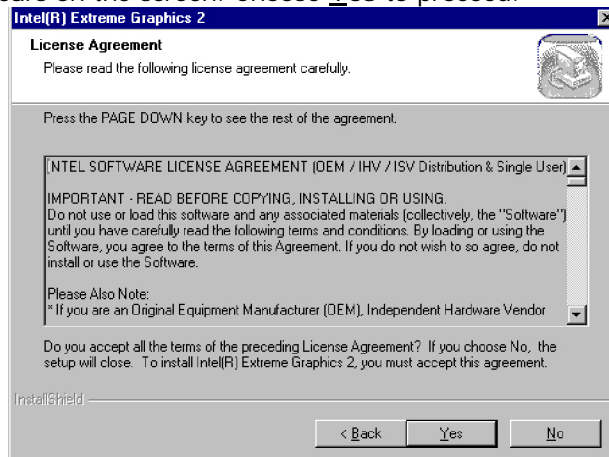 Intel(R) Extreme Graphics 2
License Agreement
Please read the following license agreement carefully.
Press the PAGE DOWN key to see the rest of the agreement.
NTEL SOFTWARE LICENSE AGREEMENT (OEM / IHV / ISV Distribution & Single User)
IMPORTANT - READ BEFORE COPYING, INSTALLING OR USING.
Do not use or load this software and any associated materials (collectively, the "Software")
until you have carefully read the following terms and conditions. By loading or using the
Software, you agree to the terms of this Agreement. If you do not wish to so agree, do not
install or use the Software.
Please Also Note:
* If you are an Original Equipment Manufacturer (OEM), Independent Hardware Vendor
Do you accept all the terms of the preceding License Agreement? If you choose No, the
setup will close. To install Intel(R) Extreme Graphics 2, you must accept this agreement.
InstallShield
< Back
Yes
No